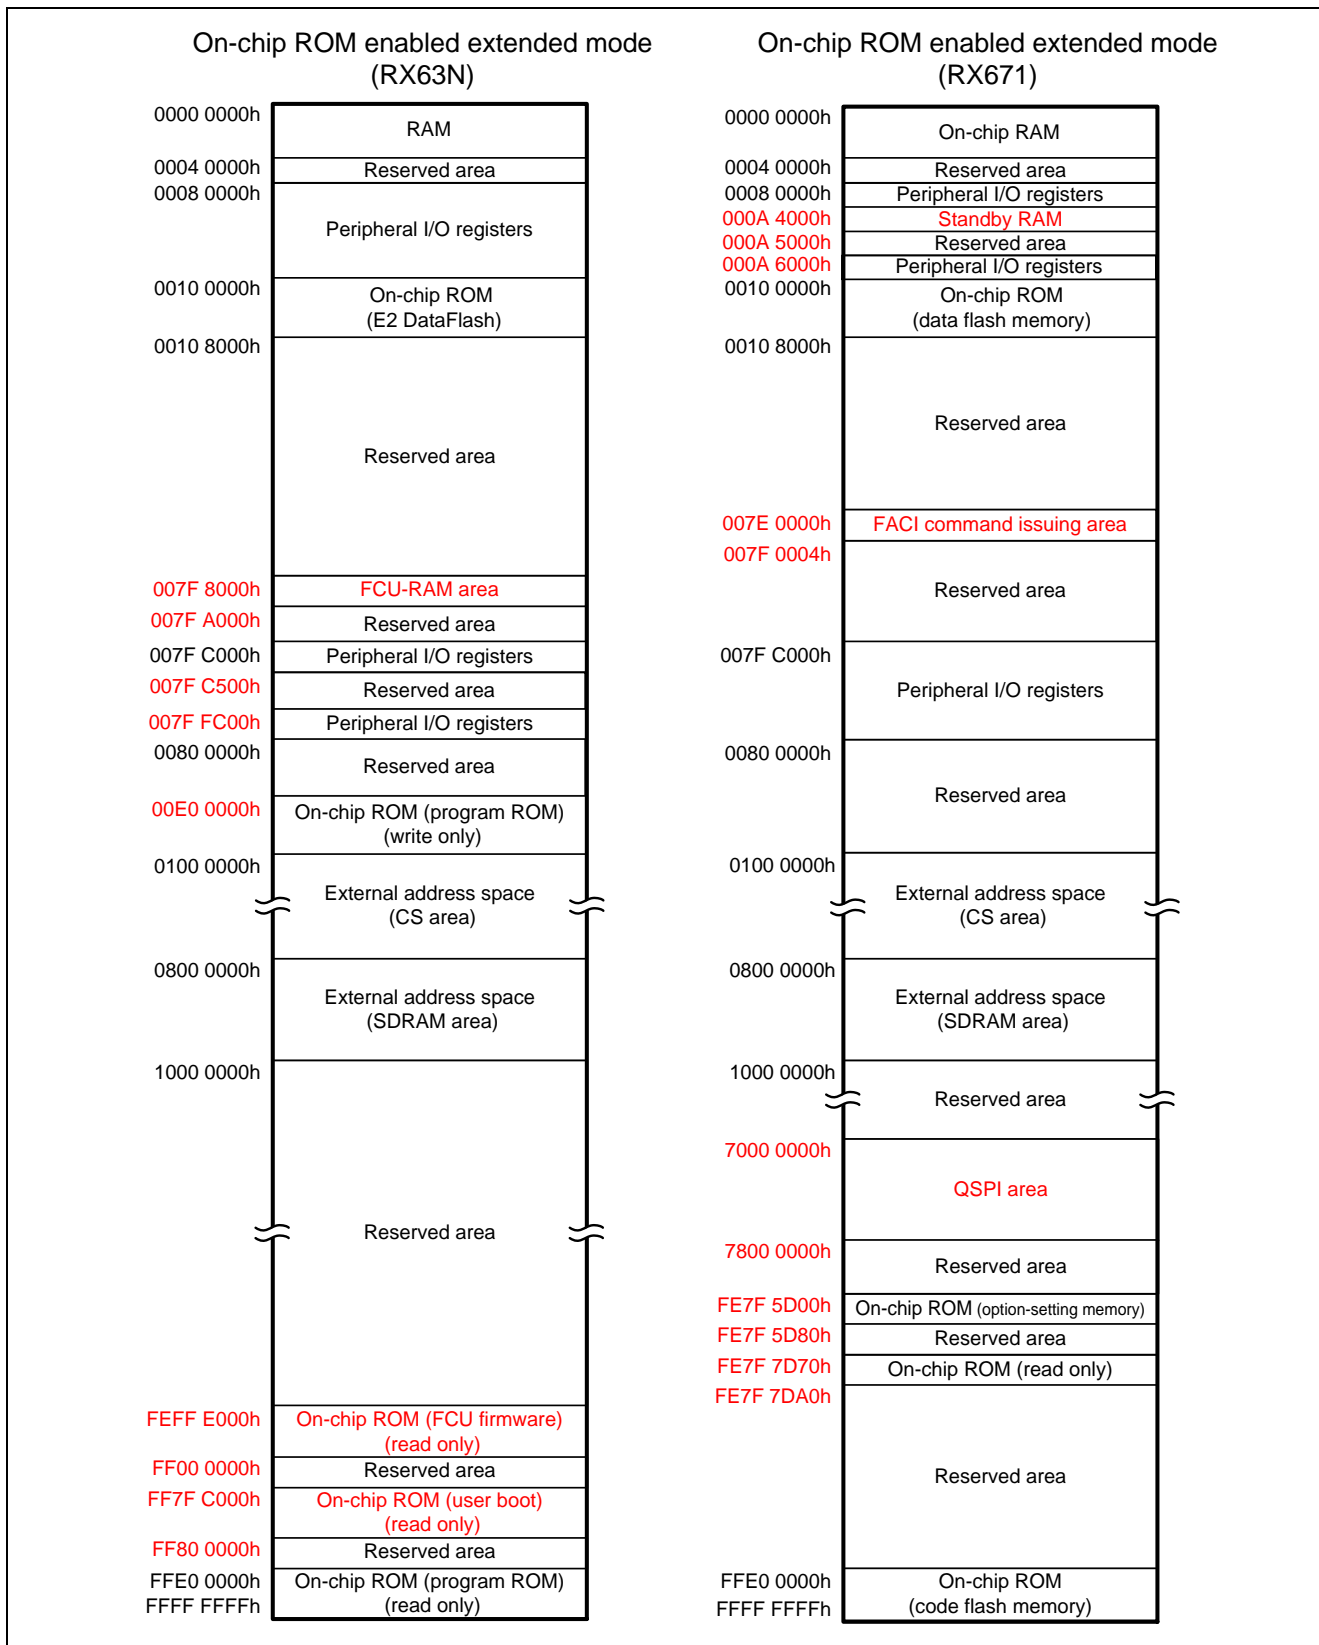 On-chip ROM enabled extended mode
(RX63N)
0000 0000h
RAM
0004 0000h
Reserved area
0008 0000h
Peripheral I/O registers
0010 0000h
On-chip ROM
(E2 DataFlash)
0010 8000h
Reserved area
007F 8000h
FCU-RAM area
007F A000h
Reserved area
007F C000h
Peripheral I/O registers
007F C500h
Reserved area
007F FC00h
Peripheral I/O registers
0080 0000h
Reserved area
00E0 0000h
On-chip ROM (program ROM)
(write only)
0100 0000h
External address space
(CS area)
0800 0000h
External address space
(SDRAM area)
1000 0000h
Reserved area
FEFF E000h
On-chip ROM (FCU firmware)
(read only)
FF00 0000h
Reserved area
FF7F C000h
On-chip ROM (user boot)
(read only)
FF80 0000h
Reserved area
FFE0 0000h
On-chip ROM (program ROM)
(read only)
FFFF FFFFh
On-chip ROM enabled extended mode
(RX671)
0000 0000h
On-chip RAM
0004 0000h
Reserved area
0008 0000h
Peripheral I/O registers
000A 4000h
Standby RAM
000A 5000h
Reserved area
000A 6000h
Peripheral I/O registers
0010 0000h
On-chip ROM
(data flash memory)
0010 8000h
Reserved area
007E 0000h
FACI command issuing area
007F 0004h
Reserved area
007F C000h
Peripheral I/O registers
0080 0000h
Reserved area
0100 0000h
External address space
(CS area)
0800 0000h
External address space
(SDRAM area)
1000 0000h
Reserved area
7000 0000h
QSPI area
7800 0000h
Reserved area
FE7F 5D00h
On-chip ROM (option-setting memory)
FE7F 5D80h
Reserved area
FE7F 7D70h
On-chip ROM (read only)
FE7F 7DA0h
Reserved area
FFE0 0000h
On-chip ROM
(code flash memory)
FFFF FFFFh